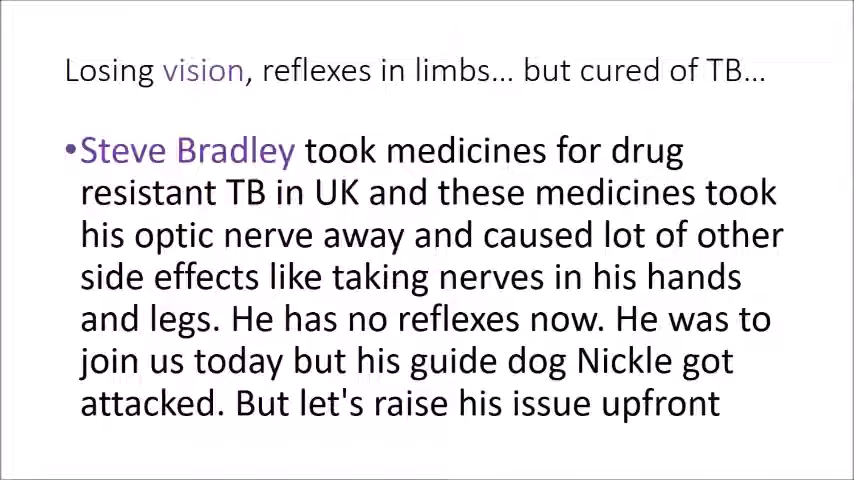 Losing vision, reflexes in limbs... but cured of TB...
•Steve Bradley took medicines for drug
resistant TB in UK and these medicines took
his optic nerve away and caused lot of other
side effects like taking nerves in his hands
and legs. He has no reflexes now. He was to
join us today but his guide dog Nickle got
attacked. But let's raise his issue upfront